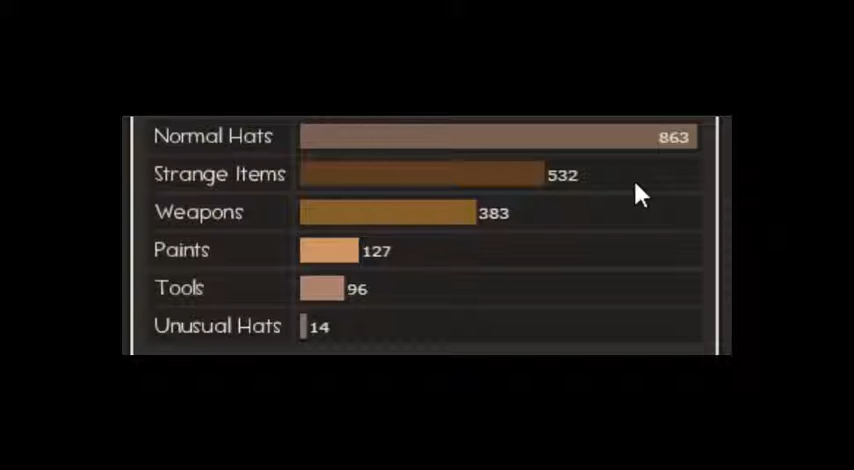 Normal Hats 863
Strange Items 532
Weapons 383
Paints 127
Tools 96
Unusual Hats 14